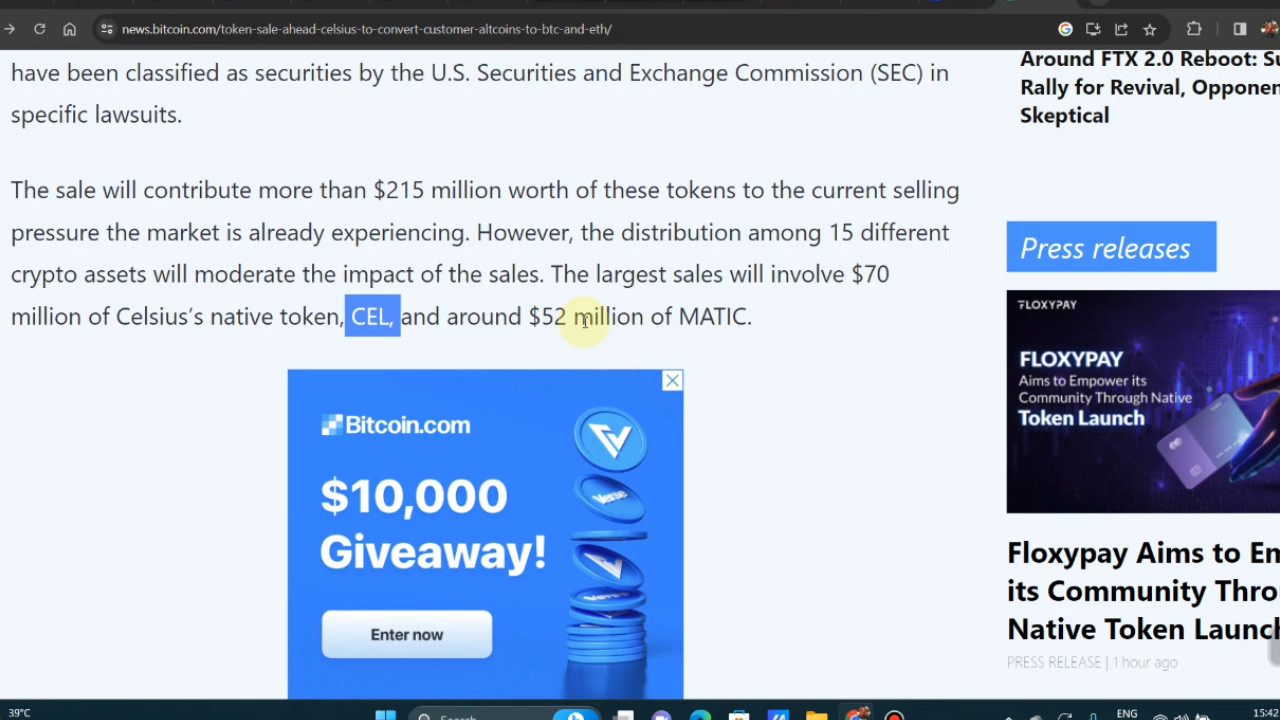 news.bitcoin.com/token-sale-ahead-celsius-to-convert-customer-altcoins-to-btc-and-eth/
have been classified as securities by the U.S. Securities and Exchange Commission (SEC) in
specific lawsuits.
The sale will contribute more than $215 million worth of these tokens to the current selling
pressure the market is already experiencing. However, the distribution among 15 different
crypto assets will moderate the impact of the sales. The largest sales will involve $70
million of Celsius’s native token, CEL, and around $52 million of MATIC.
Bitcoin.com
$10,000
Giveaway!
Enter now
Verse
Around FTX 2.0 Reboot:
Rally for Revival,
Skeptical
Press releases
FLOXYPAY
FLOXYPAY
Aims to Empower its
Community Through Native
Token Launch
Floxypay Aims to
its Community
Native Token
PRESS RELEASE | 1 hour ago
39°C
Search
ENG
15:42